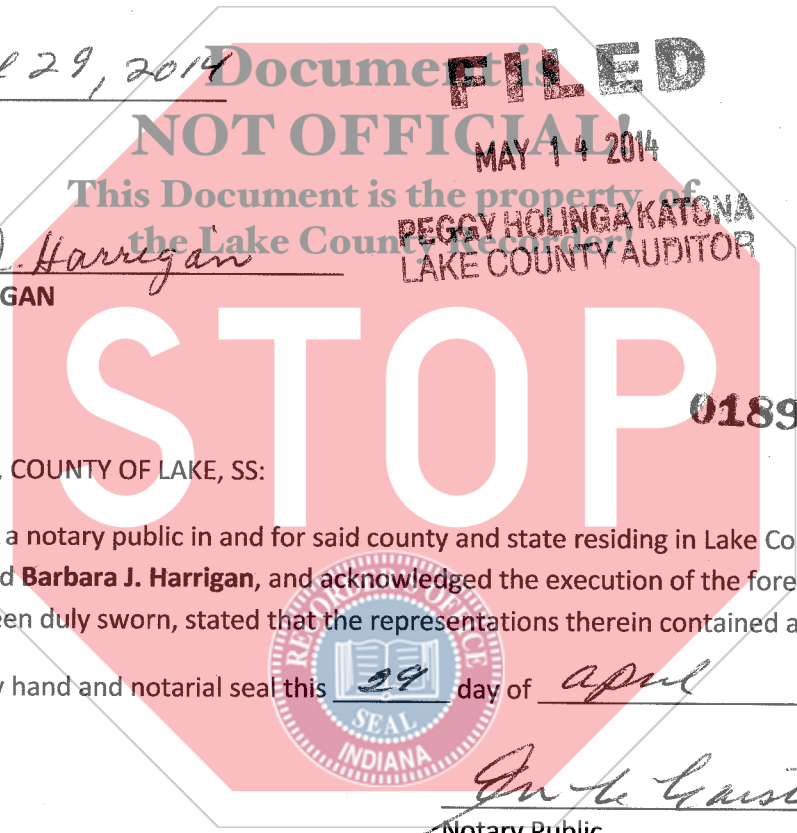 l 29, 2014
Document is
FILED
NOT OFFICIAL!
MAY 14 2014
This Document is the property of
the Lake County Recorder!
PEGGY HOLINGA KATONA
LAKE COUNTY AUDITOR
. Harrigan
GAN
STOP
0189
, COUNTY OF LAKE, SS:
a notary public in and for said county and state residing in Lake Co
d Barbara J. Harrigan, and acknowledged the execution of the fore
een duly sworn, stated that the representations therein contained a
y hand and notarial seal this 29 day of April
RECORDER'S OFFICE
SEAL
INDIANA
Notary Public